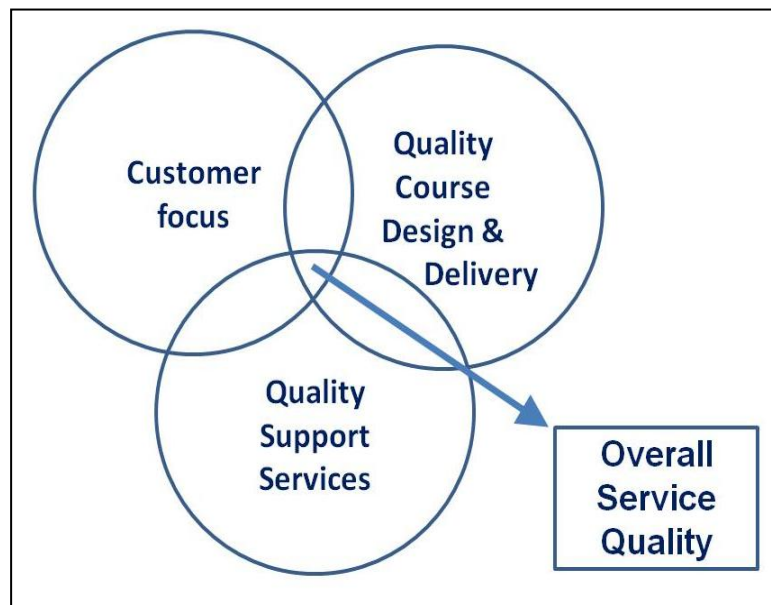 Customer
focus
Quality
Course
Design &
Delivery
Quality
Support
Services
Overall
Service
Quality